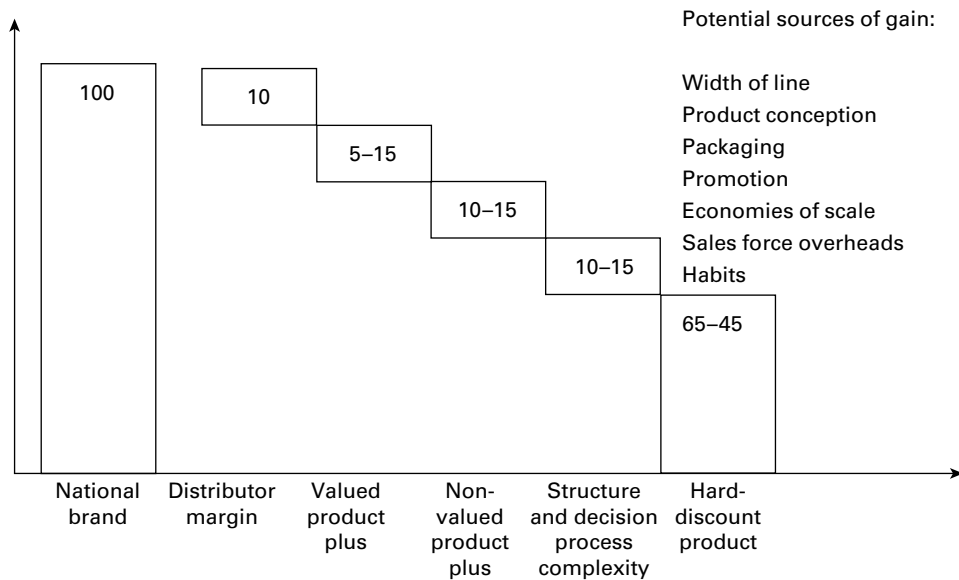 Potential sources of gain:
Width of line
Product conception
Packaging
Promotion
Economies of scale
Sales force overheads
Habits
100
10
5–15
10–15
10–15
65–45
National
brand
Distributor
margin
Valued
product
plus
Non-
valued
product
plus
Structure
and decision
process
complexity
Hard-
discount
product